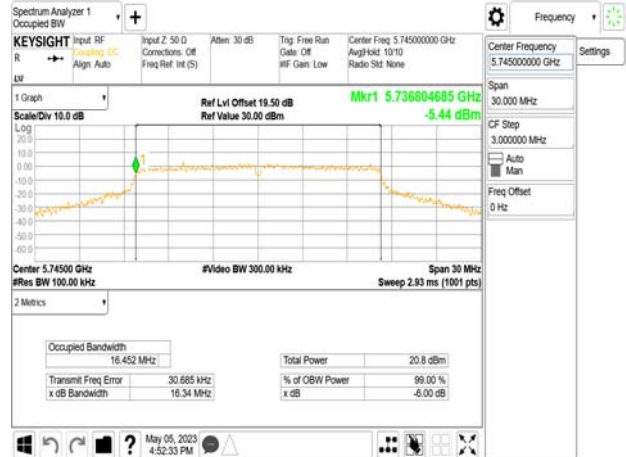 Spectrum Analyzer 1
Occupied BW
KEYSIGHT
R
LXI
Input: RF
Coupling: DC
Align: Auto
Input Z: 50 Ω
Corrections: Off
Freq Ref: Int (S)
Atten: 30 dB
Trig: Free Run
Gate: Off
#IF Gain: Low
Center Freq: 5.745000000 GHz
Avg|Hold: 10/10
Radio Std: None
1 Graph
Scale/Div 10.0 dB
Ref Lvl Offset 19.50 dB
Ref Value 30.00 dBm
Mkr1 5.736804685 GHz
-5.44 dBm
Log
20.0
10.0
0.00
-10.0
-20.0
-30.0
-40.0
-50.0
-60.0
1
Center 5.74500 GHz
#Res BW 100.00 kHz
#Video BW 300.00 kHz
Span 30 MHz
Sweep 2.93 ms (1001 pts)
2 Metrics
Occupied Bandwidth
16.452 MHz
Transmit Freq Error 30.685 kHz
x dB Bandwidth 16.34 MHz
Total Power 20.8 dBm
% of OBW Power 99.00 %
x dB -6.00 dB
?
May 05, 2023
4:52:33 PM
Frequency
Settings
Center Frequency
5.745000000 GHz
Span
30.000 MHz
CF Step
3.000000 MHz
Auto
Man
Freq Offset
0 Hz